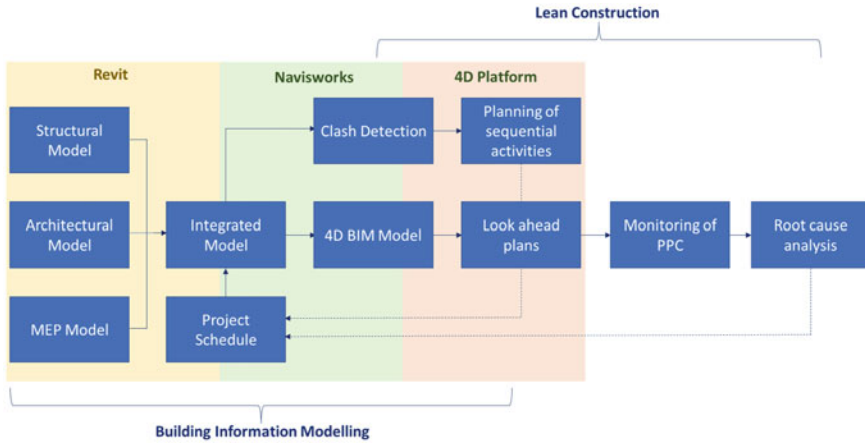 Lean Construction
Revit
Navisworks
4D Platform
Structural
Model
Clash Detection
Planning of
sequential
activities
Architectural
Model
Integrated
Model
4D BIM Model
Look ahead
plans
Monitoring of
PPC
Root cause
analysis
MEP Model
Project
Schedule
Building Information Modelling